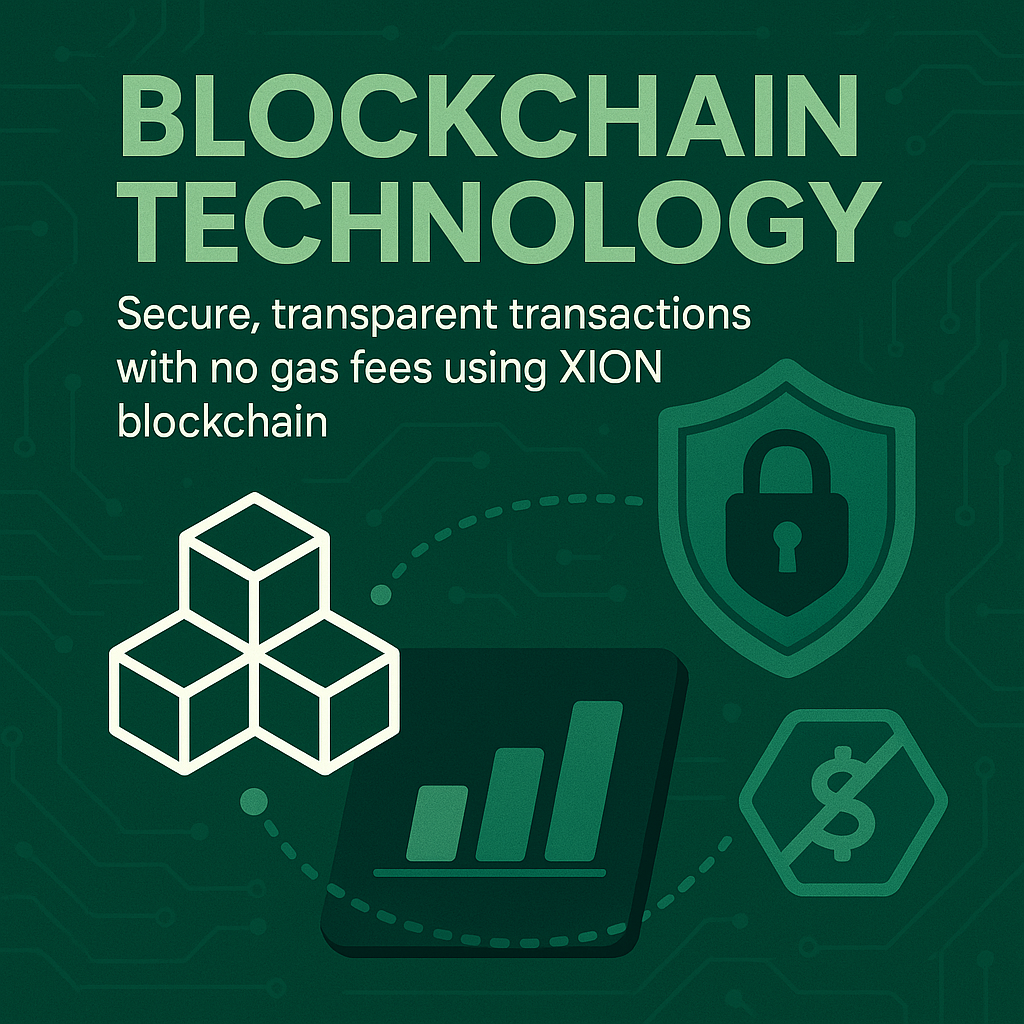 BLOCKCHAIN
TECHNOLOGY
Secure, transparent transactions
with no gas fees using XION
blockchain
$